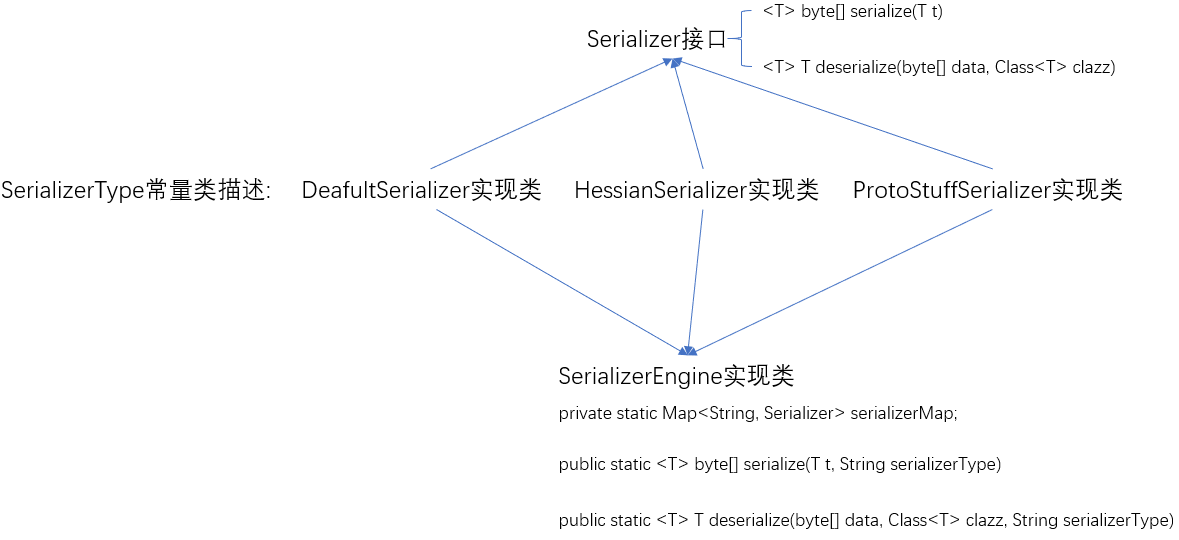 <T> byte[] serialize(T t)
Serializer接口
<T> T deserialize(byte[] data, Class<T> clazz)
SerializerType常量类描述: DeafultSerializer实现类 HessianSerializer实现类 ProtoStuffSerializer实现类
SerializerEngine实现类
private static Map<String, Serializer> serializerMap;
public static <T> byte[] serialize(T t, String serializerType)
public static <T> T deserialize(byte[] data, Class<T> clazz, String serializerType)